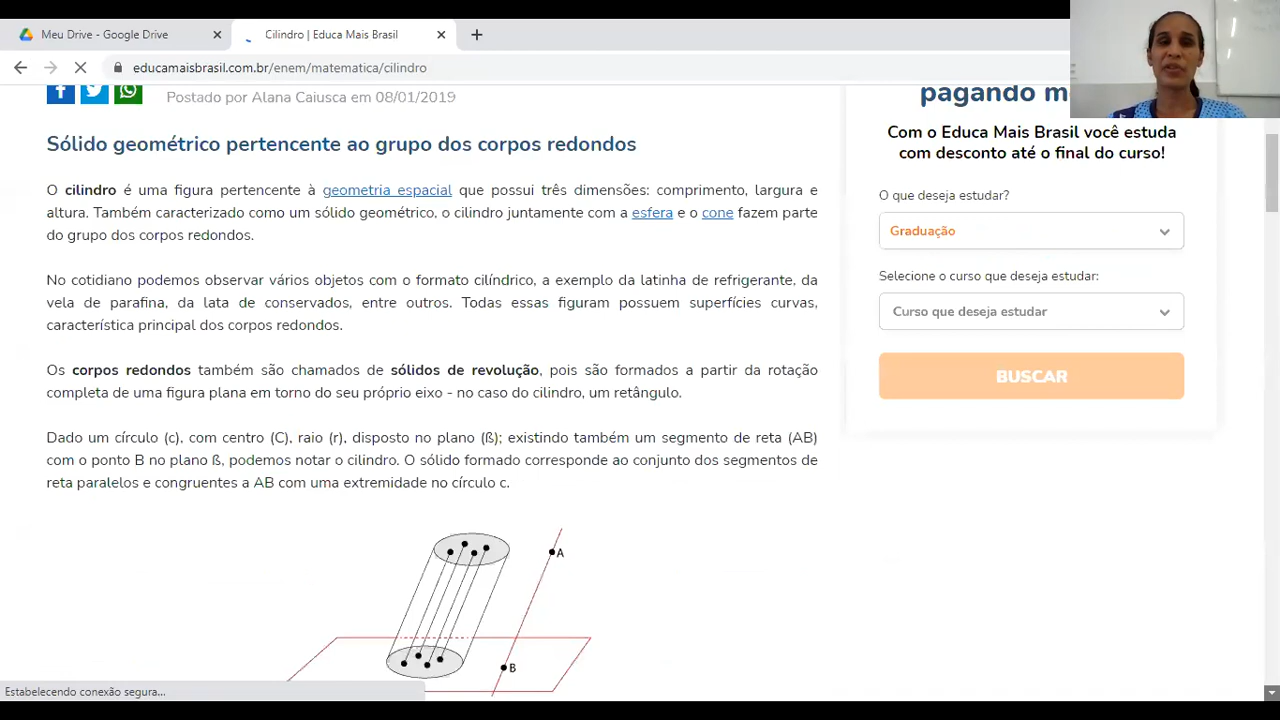 Meu Drive - Google Drive
Cilindro | Educa Mais Brasil
educamaisbrasil.com.br/enem/matematica/cilindro
Postado por Alana Caiusca em 08/01/2019
Sólido geométrico pertencente ao grupo dos corpos redondos
O cilindro é uma figura pertencente à geometria espacial que possui três dimensões: comprimento, largura e
altura. Também caracterizado como um sólido geométrico, o cilindro juntamente com a esfera e o cone fazem parte
do grupo dos corpos redondos.
No cotidiano podemos observar vários objetos com o formato cilíndrico, a exemplo da latinha de refrigerante, da
vela de parafina, da lata de conservados, entre outros. Todas essas figuram possuem superfícies curvas,
característica principal dos corpos redondos.
Os corpos redondos também são chamados de sólidos de revolução, pois são formados a partir da rotação
completa de uma figura plana em torno do seu próprio eixo - no caso do cilindro, um retângulo.
Dado um círculo (c), com centro (C), raio (r), disposto no plano (ß); existindo também um segmento de reta (AB)
com o ponto B no plano ß, podemos notar o cilindro. O sólido formado corresponde ao conjunto dos segmentos de
reta paralelos e congruentes a AB com uma extremidade no círculo c.
A
B
pagando m
Com o Educa Mais Brasil você estuda
com desconto até o final do curso!
O que deseja estudar?
Graduação
Selecione o curso que deseja estudar:
Curso que deseja estudar
BUSCAR
Estabelecendo conexão segura...